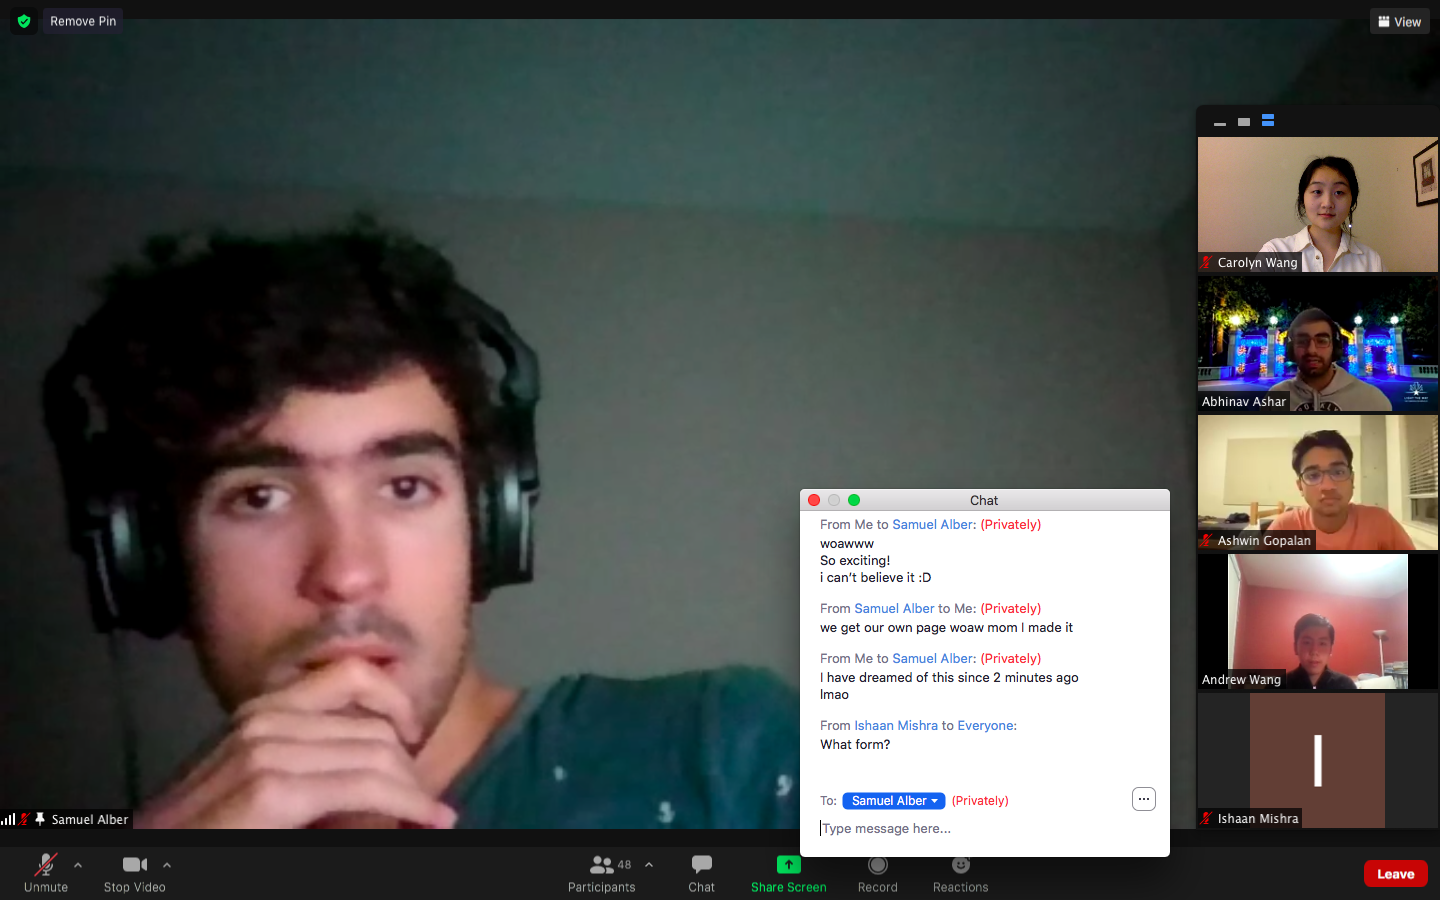 Remove Pin
View
Carolyn Wang
Abhinav Ashar
Ashwin Gopalan
Andrew Wang
I
Ishaan Mishra
Chat
From Me to Samuel Alber: (Privately)
woawww
So exciting!
i can't believe it :D
From Samuel Alber to Me: (Privately)
we get our own page woaw mom I made it
From Me to Samuel Alber: (Privately)
I have dreamed of this since 2 minutes ago
lmao
From Ishaan Mishra to Everyone:
What form?
To: Samuel Alber (Privately)
Type message here...
Samuel Alber
Unmute
Stop Video
48
Participants
Chat
Share Screen
Record
Reactions
Leave